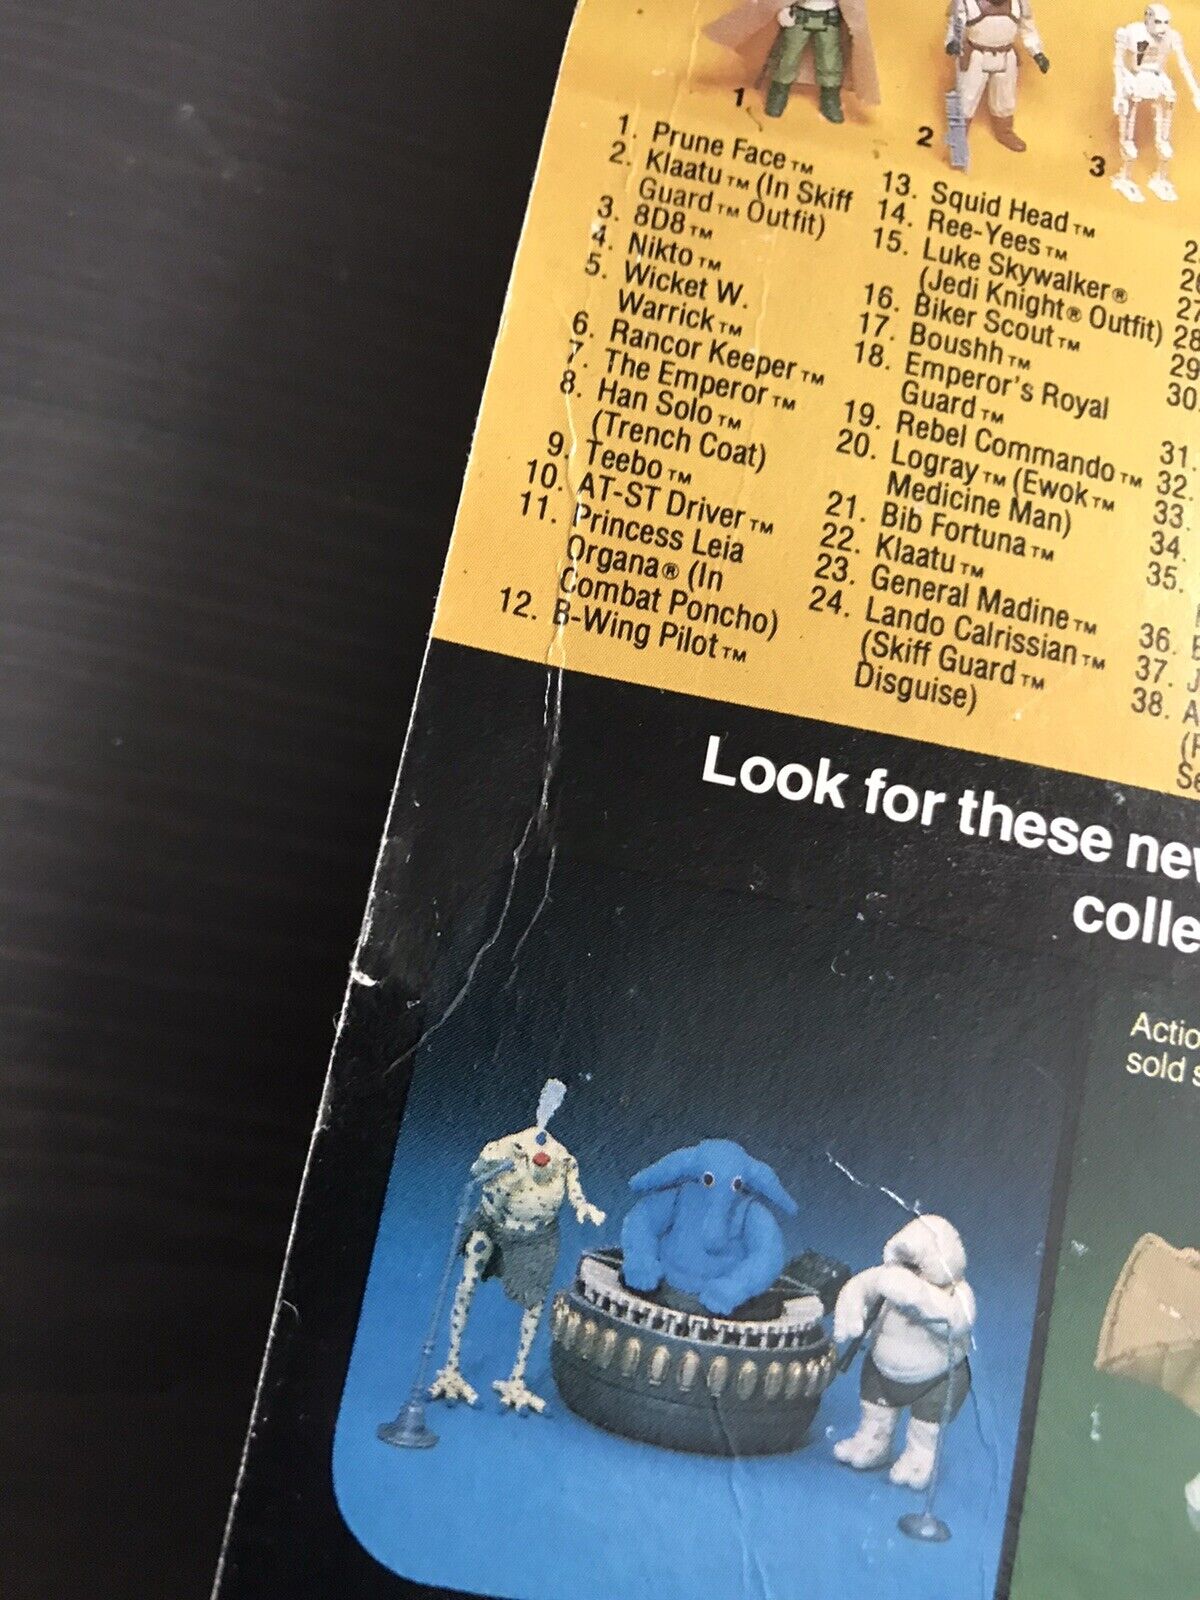 1
2
3
1. Prune Face™
2. Klaatu™ (In Skiff
Guard™ Outfit)
3. 8D8™
4. Nikto™
5. Wicket W.
Warrick™
6. Rancor Keeper™
7. The Emperor™
8. Han Solo™
(Trench Coat)
9. Teebo™
10. AT-ST Driver™
11. Princess Leia
Organa® (In
Combat Poncho)
12. B-Wing Pilot™
13. Squid Head™
14. Ree-Yees™
15. Luke Skywalker®
(Jedi Knight® Outfit)
16. Biker Scout™
17. Boushh™
18. Emperor's Royal
Guard™
19. Rebel Commando™
20. Logray™ (Ewok™
Medicine Man)
21. Bib Fortuna™
22. Klaatu™
23. General Madine™
24. Lando Calrissian™
(Skiff Guard™
Disguise)
27
28
29
30.
31.
32.
33.
34.
35.
36.
37.
38.
Look for these
sold